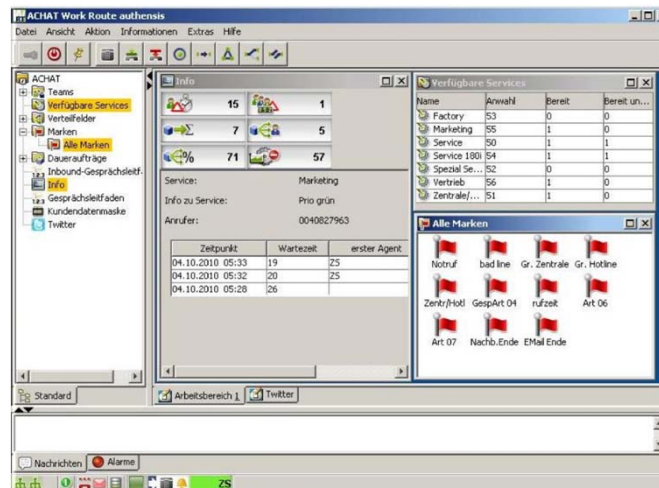 ACHAT Work Route authensis
Datei Ansicht Aktion Informationen Extras Hilfe
ACHAT
Teams
Verfügbare Services
Verteilfelder
Marken
Alle Marken
Daueraufträge
Inbound-Gesprächsleitf.
Info
Gesprächsleitfaden
Kundendatenmaske
Twitter
Standard
Info
15 1
7 5
71 57
Service: Marketing
Info zu Service: Prio grün
Anrufer: 0040827963
Zeitpunkt Wartezeit erster Agent
04.10.2010 05:33 19 ZS
04.10.2010 05:32 20 ZS
04.10.2010 05:28 26
Arbeitsbereich 1 Twitter
Verfügbare Services
Name Anwahl Bereit Bereit un...
Factory 53 0 0
Marketing 55 1 0
Service 50 1 1
Service 180i 54 1 1
Spezial Se... 52 0 0
Vertrieb 56 1 0
Zentrale/... 51 1 0
Alle Marken
Notruf bad line Gr. Zentrale Gr. Hotline
Zentr/Hotl GespArt 04 rufzeit Art 06
Art 07 Nachb.Ende EMail Ende
Nachrichten Alarme
ZS